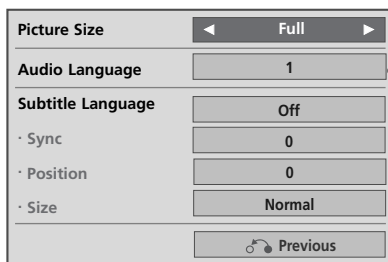 Picture Size ◀ Full ▶
Audio Language 1
Subtitle Language Off
· Sync 0
· Position 0
· Size Normal
Previous